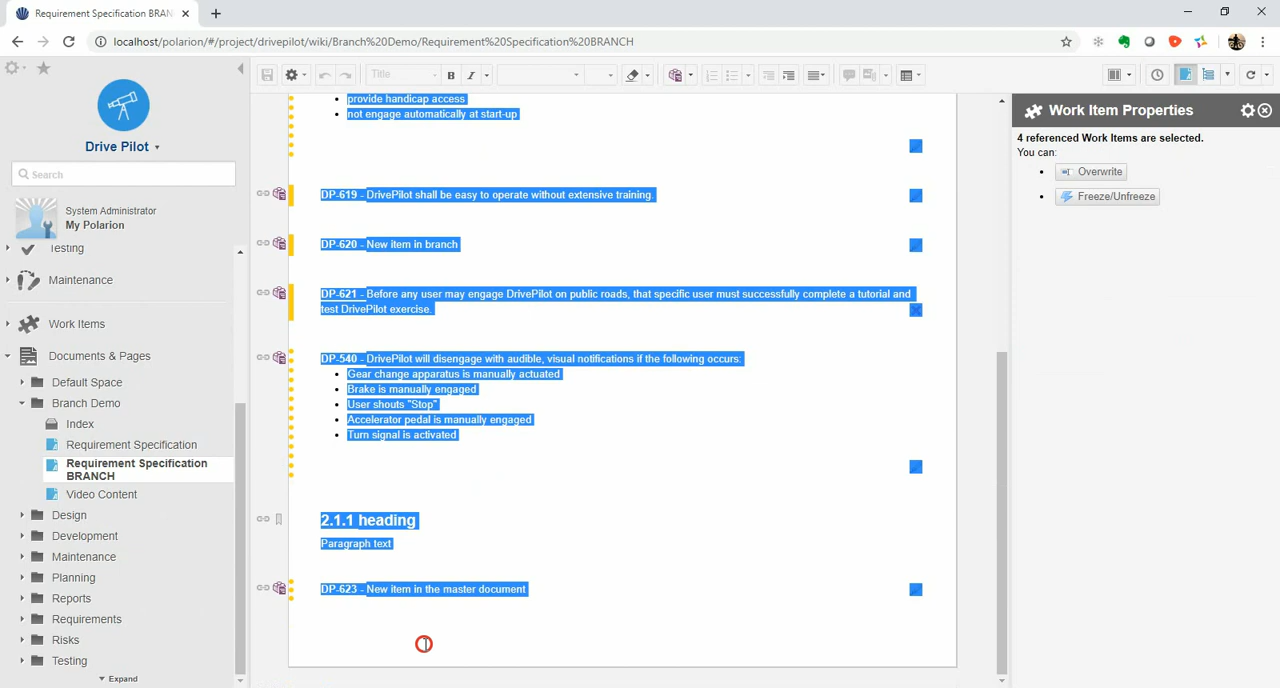 Requirement Specification BRAN
localhost/polarion/#/project/drivepilot/wiki/Branch%20Demo/Requirement%20Specification%20BRANCH
Title...
B
I
Drive Pilot
Search
System Administrator
My Polarion
Testing
Maintenance
Work Items
Documents & Pages
Default Space
Branch Demo
Index
Requirement Specification
Requirement Specification
BRANCH
Video Content
Design
Development
Maintenance
Planning
Reports
Requirements
Risks
Testing
Expand
provide handicap access
not engage automatically at start-up
DP-619 - DrivePilot shall be easy to operate without extensive training.
DP-620 - New item in branch
DP-621 - Before any user may engage DrivePilot on public roads, that specific user must successfully complete a tutorial and
test DrivePilot exercise.
DP-540 - DrivePilot will disengage with audible, visual notifications if the following occurs:
Gear change apparatus is manually actuated
Brake is manually engaged
User shouts "Stop"
Accelerator pedal is manually engaged
Turn signal is activated
2.1.1 heading
Paragraph text
DP-623 - New item in the master document
Work Item Properties
4 referenced Work Items are selected.
You can:
Overwrite
Freeze/Unfreeze